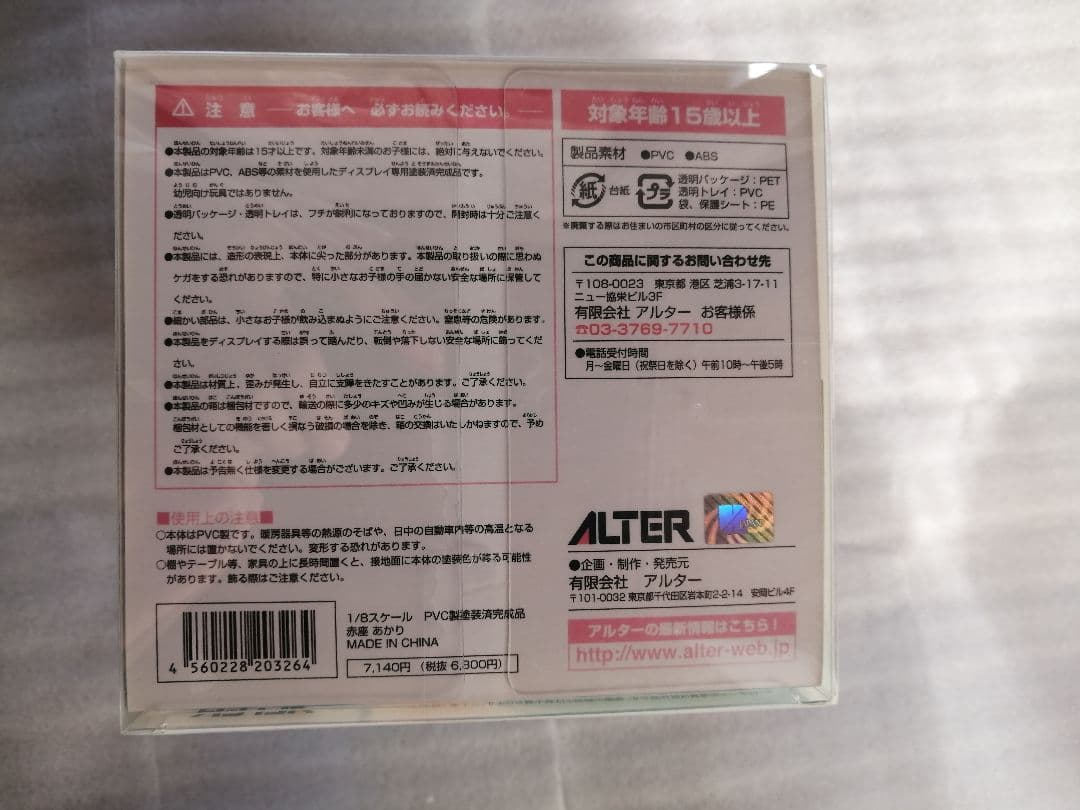 注意 お客様へ 必ずお読みください。
●本製品の対象年齢は15才以上です。対象年齢未満のお子様には、絶対に与えないでください。
●本製品はPVC、ABS等の素材を使用したディスプレイ専用塗装済完成品です。
幼児向け玩具ではありません。
●透明パッケージ・透明トレイは、フチが鋭利になっておりますので、開封時は十分ご注意く
ださい。
●本製品には、造形の表現上、本体に尖った部分があります。本製品の取り扱いの際に思わぬ
ケガをする恐れがありますので、特に小さなお子様の手の届かない安全な場所に保管して
ください。
●細かい部品は、小さなお子様が飲み込まぬようにご注意ください。窒息等の危険があります。
●本製品をディスプレイする際は誤って踏んだり、転倒や落下しない安全な場所に飾ってくだ
さい。
●本製品は材質上、歪みが発生し、自立に支障をきたすことがあります。ご了承ください。
●本製品の箱は梱包材ですので、輸送の際に多少のキズや凹みが生じる場合があります。
梱包材としての機能を著しく損なう破損の場合を除き、箱の交換はいたしかねますので、予め
ご了承ください。
●本製品は予告無く仕様を変更する場合がございます。ご了承ください。
■使用上の注意■
○本体はPVC製です。暖房器具等の熱源のそばや、日中の自動車内等の高温となる
場所には置かないでください。変形する恐れがあります。
○棚やテーブル等、家具の上に長時間置くと、接地面に本体の塗装色が移る可能性
があります。飾る際はご注意ください。
4 560228 203264
1/8スケール PVC製塗装済完成品
赤座 あかり
MADE IN CHINA
7,140円 (税抜 6,800円)
対象年齢15歳以上
製品素材 ●PVC ●ABS
紙 台紙
プラ
透明パッケージ:PET
透明トレイ:PVC
袋、保護シート:PE
※廃棄する際はお住まいの市区町村の区分に従ってください。
この商品に関するお問い合わせ先
〒108-0023 東京都 港区 芝浦3-17-11
ニュー協栄ビル3F
有限会社 アルター お客様係
☎03-3769-7710
●電話受付時間
月～金曜日(祝祭日を除く)午前10時～午後5時
ALTER
●企画・制作・発売元
有限会社 アルター
〒101-0032 東京都千代田区岩本町2-2-14 安岡ビル4F
アルターの最新情報はこちら!
http://www.alter-web.jp